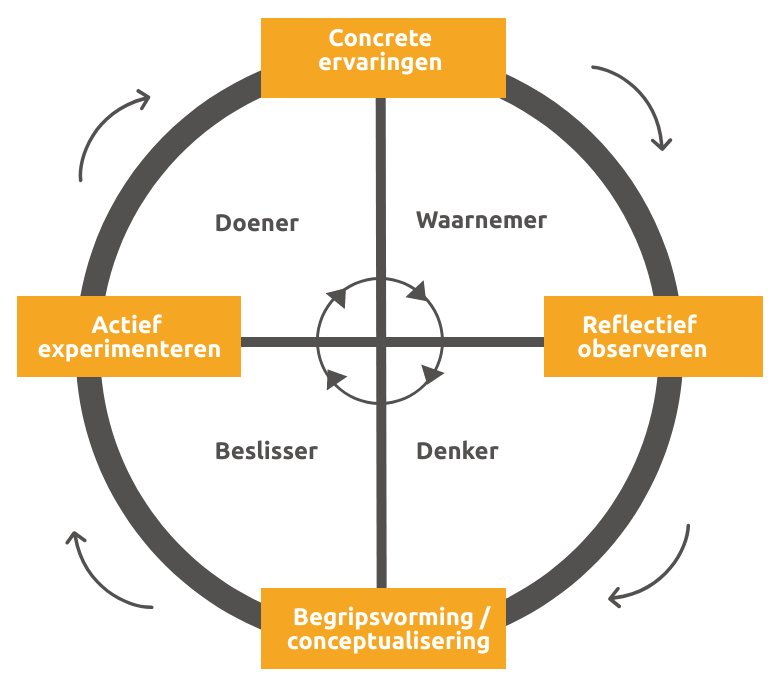 Concrete
ervaringen
Doener
Waarnemer
Actief
experimenteren
Reflectief
observeren
Beslisser
Denker
Begripsvorming /
conceptualisering